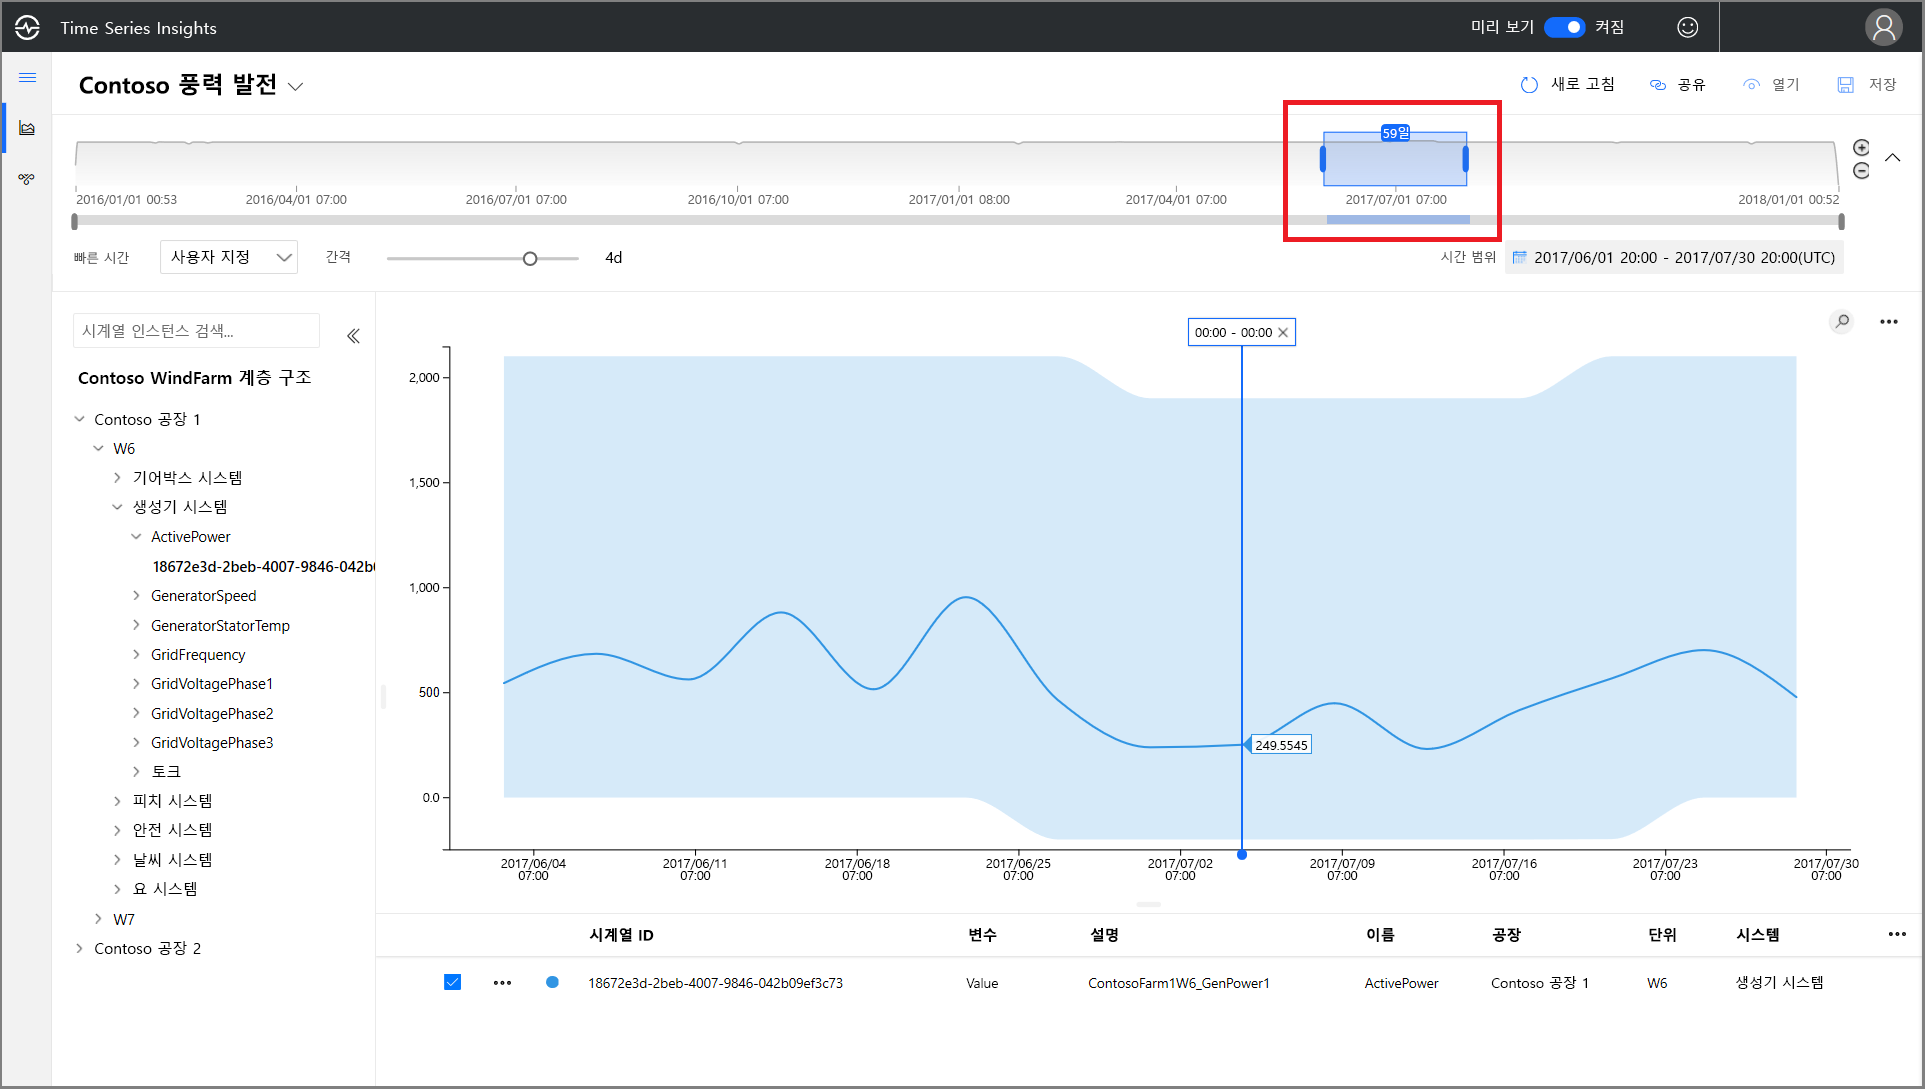 Time Series Insights
미리 보기 켜짐
Contoso 풍력 발전
새로 고침 공유 열기 저장
59일
2016/01/01 00:53 2016/04/01 07:00 2016/07/01 07:00 2016/10/01 07:00 2017/01/01 08:00 2017/04/01 07:00 2017/07/01 07:00 2018/01/01 00:52
빠른 시간 사용자 지정 간격 4d 시간 범위 2017/06/01 20:00 - 2017/07/30 20:00(UTC)
시계열 인스턴스 검색...
Contoso WindFarm 계층 구조
Contoso 공장 1
W6
기어박스 시스템
생성기 시스템
ActivePower
18672e3d-2beb-4007-9846-042b
GeneratorSpeed
GeneratorStatorTemp
GridFrequency
GridVoltagePhase1
GridVoltagePhase2
GridVoltagePhase3
토크
피치 시스템
안전 시스템
날씨 시스템
요 시스템
W7
Contoso 공장 2
00:00 - 00:00
2,000
1,500
1,000
500
0.0
249.5545
2017/06/04 2017/06/11 2017/06/18 2017/06/25 2017/07/02 2017/07/09 2017/07/16 2017/07/23 2017/07/30
07:00 07:00 07:00 07:00 07:00 07:00 07:00 07:00 07:00
시계열 ID 변수 설명 이름 공장 단위 시스템
18672e3d-2beb-4007-9846-042b09ef3c73 Value ContosoFarm1W6_GenPower1 ActivePower Contoso 공장 1 W6 생성기 시스템